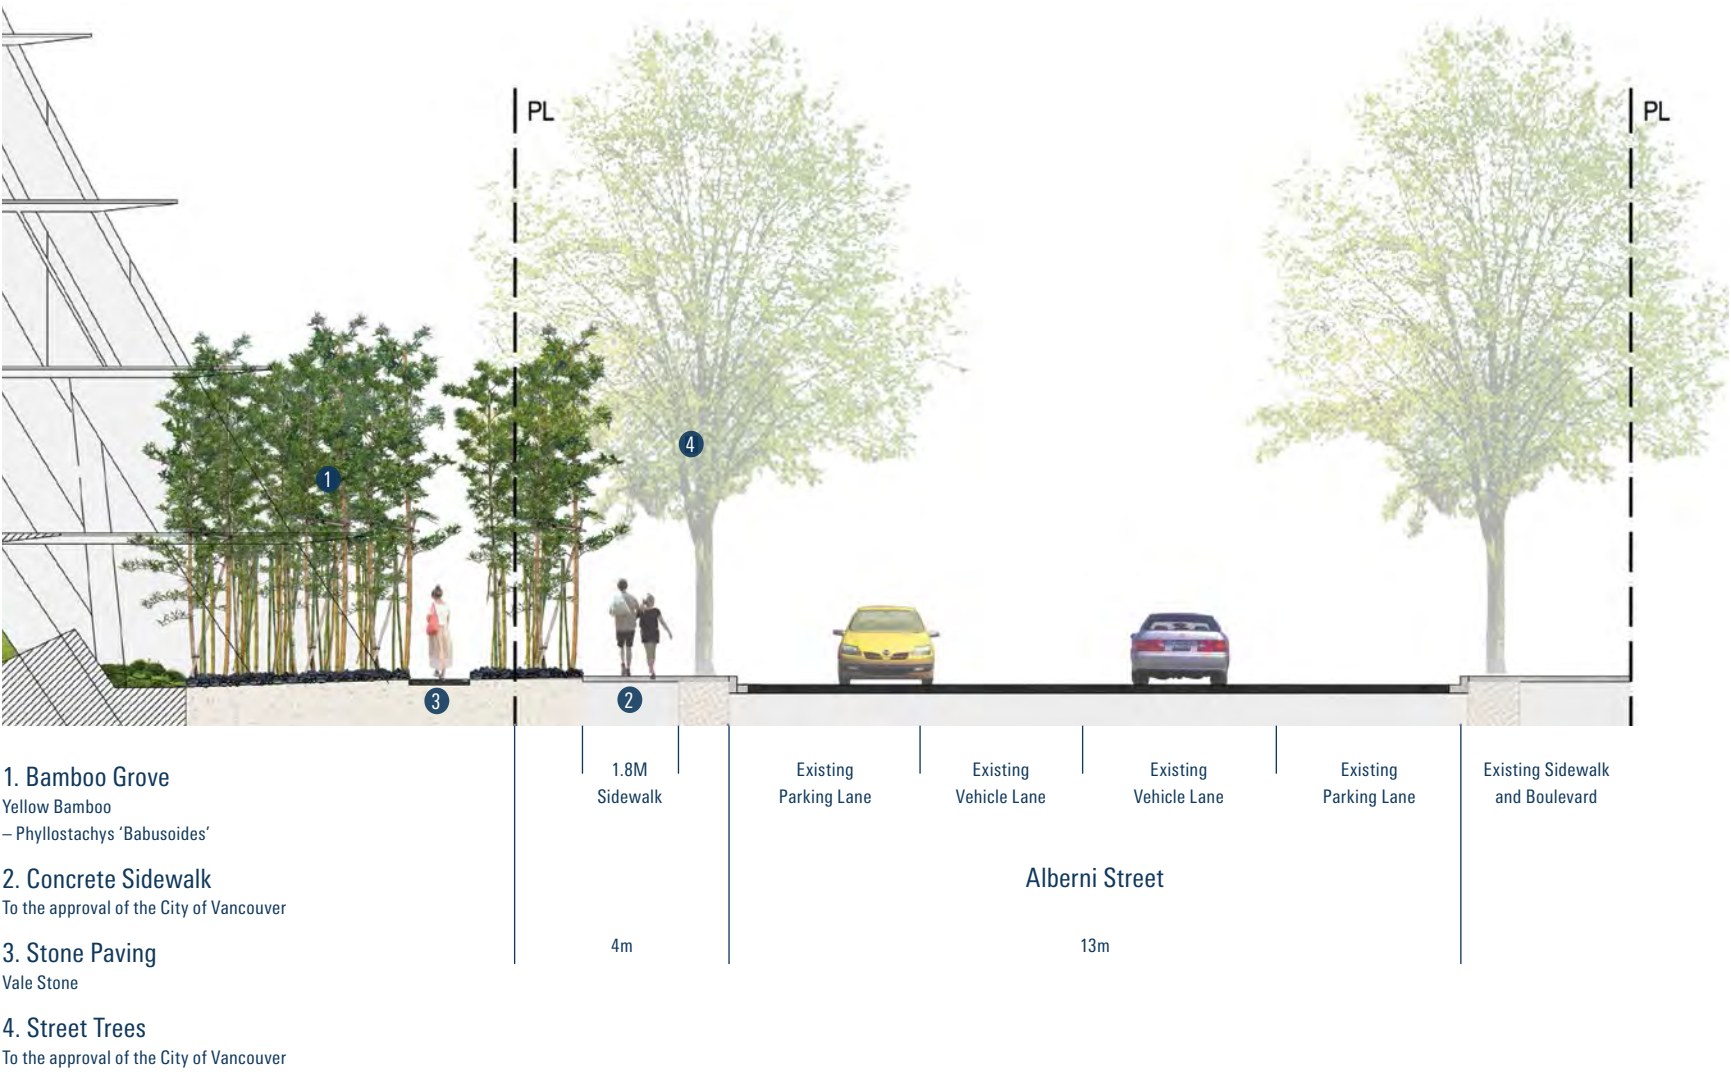 PL
PL
1
4
3
2
1.8M
Sidewalk
Existing
Parking Lane
Existing
Vehicle Lane
Existing
Vehicle Lane
Existing
Parking Lane
Existing Sidewalk
and Boulevard
Alberni Street
4m
13m
1. Bamboo Grove
Yellow Bamboo
– Phyllostachys ‘Babusoides’
2. Concrete Sidewalk
To the approval of the City of Vancouver
3. Stone Paving
Vale Stone
4. Street Trees
To the approval of the City of Vancouver